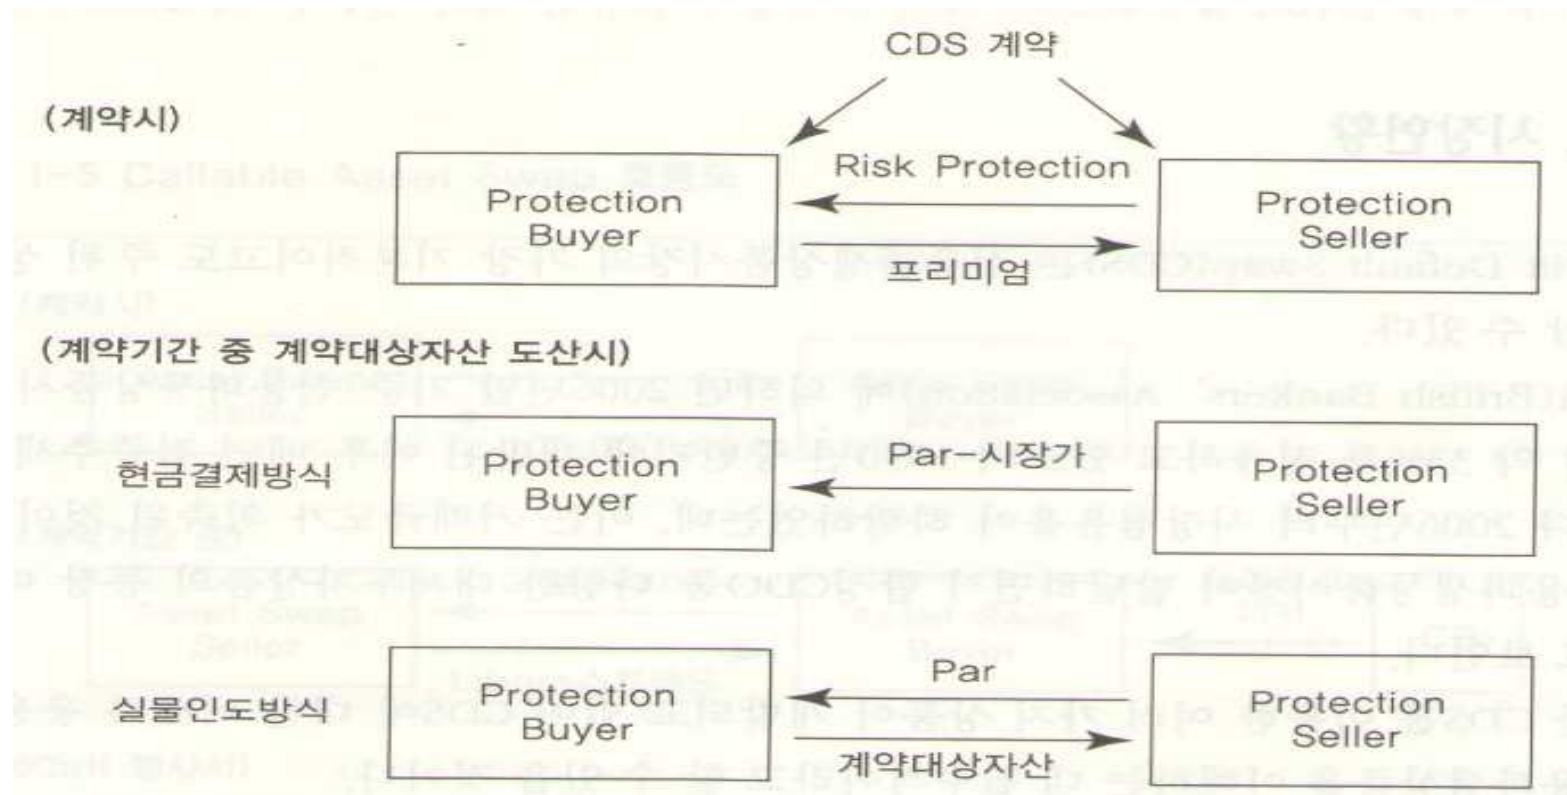 CDS 계약
(계약시)
Protection
Buyer
Risk Protection
프리미엄
Protection
Seller
(계약기간 중 계약대상자산 도산시)
현금결제방식
Protection
Buyer
Par-시장가
Protection
Seller
실물인도방식
Protection
Buyer
Par
계약대상자산
Protection
Seller